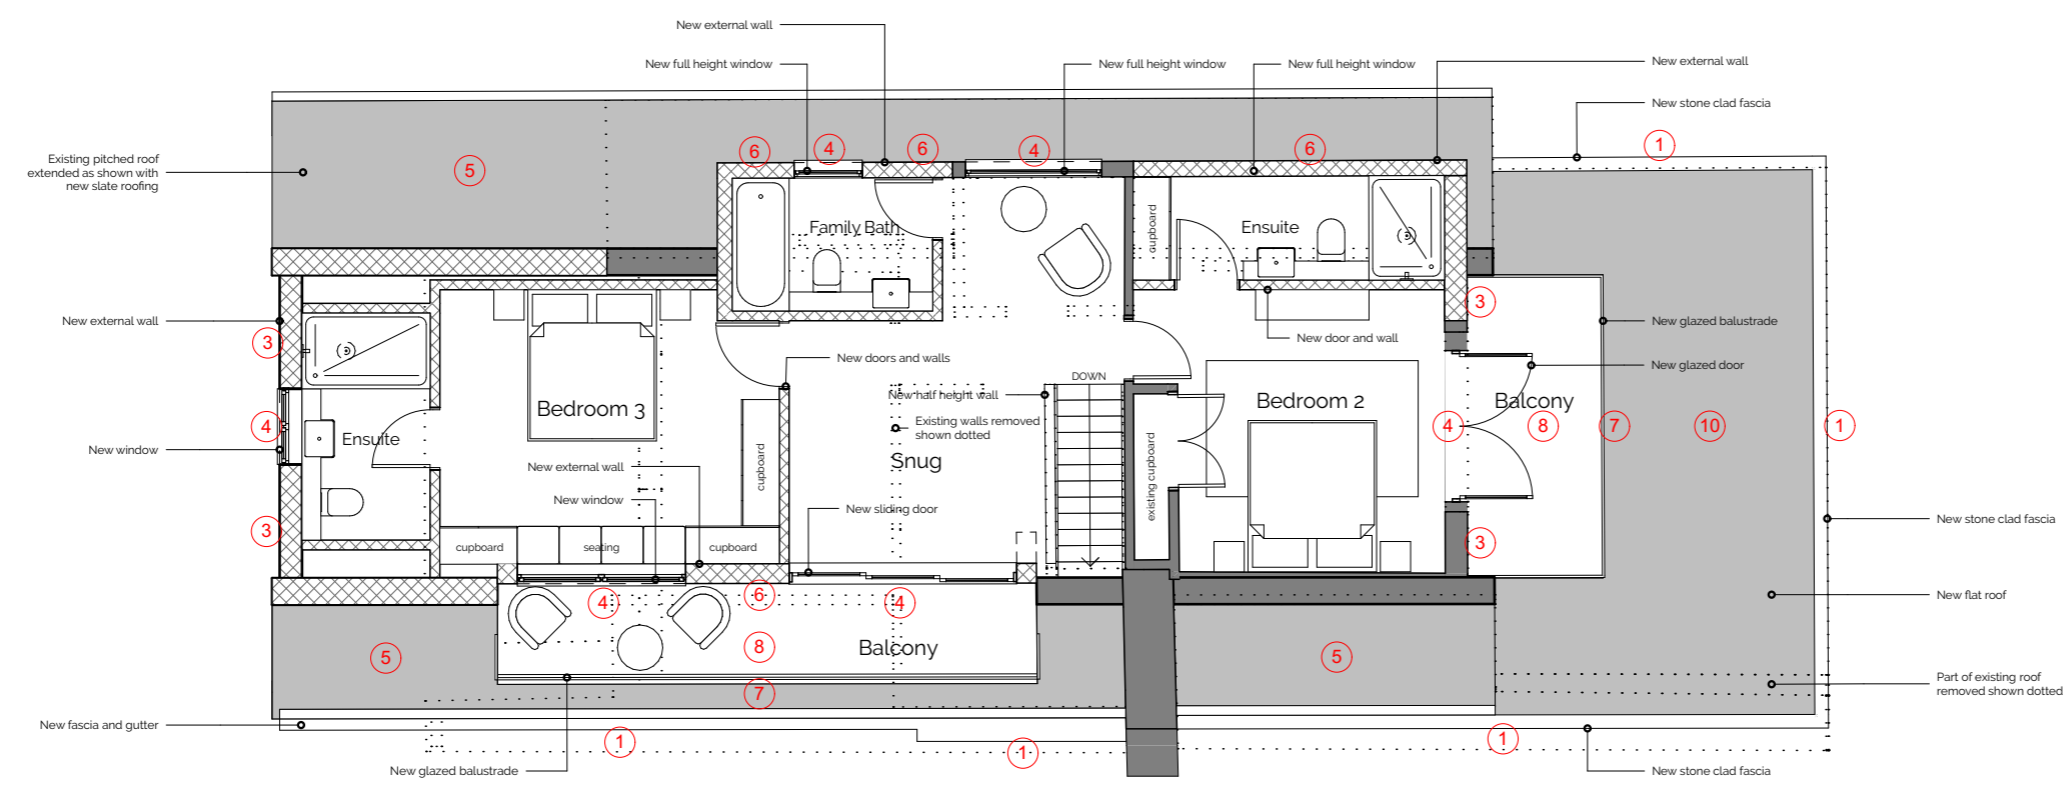 New external wall
New full height window
New full height window
New full height window
New external wall
New stone clad fascia
1
6
4
6
4
6
Existing pitched roof
extended as shown with
new slate roofing
5
Family Bath
cupboard
Ensuite
3
New external wall
3
New glazed balustrade
New door and wall
New doors and walls
New glazed door
DOWN
New half height wall
Bedroom 3
Bedroom 2
Balcony
4
Ensuite
Existing walls removed
shown dotted
4
8
7
10
1
New window
Snug
cupboard
existing cupboard
New external wall
New window
New sliding door
New stone clad fascia
3
cupboard
seating
cupboard
3
4
6
4
New flat roof
8
Balcony
5
5
Part of existing roof
removed shown dotted
7
New fascia and gutter
1
1
1
New glazed balustrade
New stone clad fascia